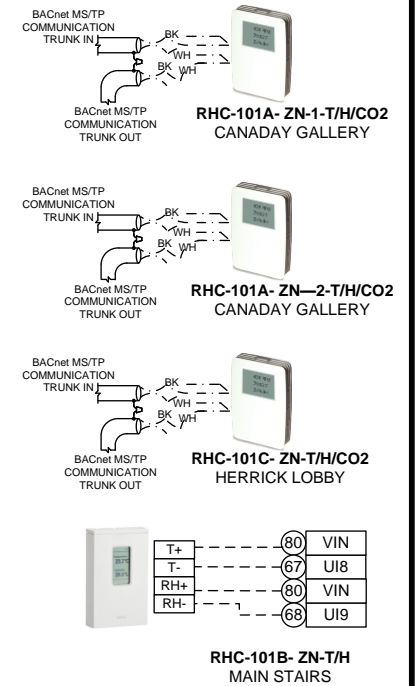 BACnet MS/TP
COMMUNICATION
TRUNK IN
BK
WH
BK WH
BACnet MS/TP
COMMUNICATION
TRUNK OUT
RHC-101A- ZN-1-T/H/CO2
CANADAY GALLERY
BACnet MS/TP
COMMUNICATION
TRUNK IN
BK
WH
BK WH
BACnet MS/TP
COMMUNICATION
TRUNK OUT
RHC-101A- ZN—2-T/H/CO2
CANADAY GALLERY
BACnet MS/TP
COMMUNICATION
TRUNK IN
BK
WH
BK WH
BACnet MS/TP
COMMUNICATION
TRUNK OUT
RHC-101C- ZN-T/H/CO2
HERRICK LOBBY
T+ 80 VIN
T- 67 UI8
RH+ 80 VIN
RH- 68 UI9
RHC-101B- ZN-T/H
MAIN STAIRS